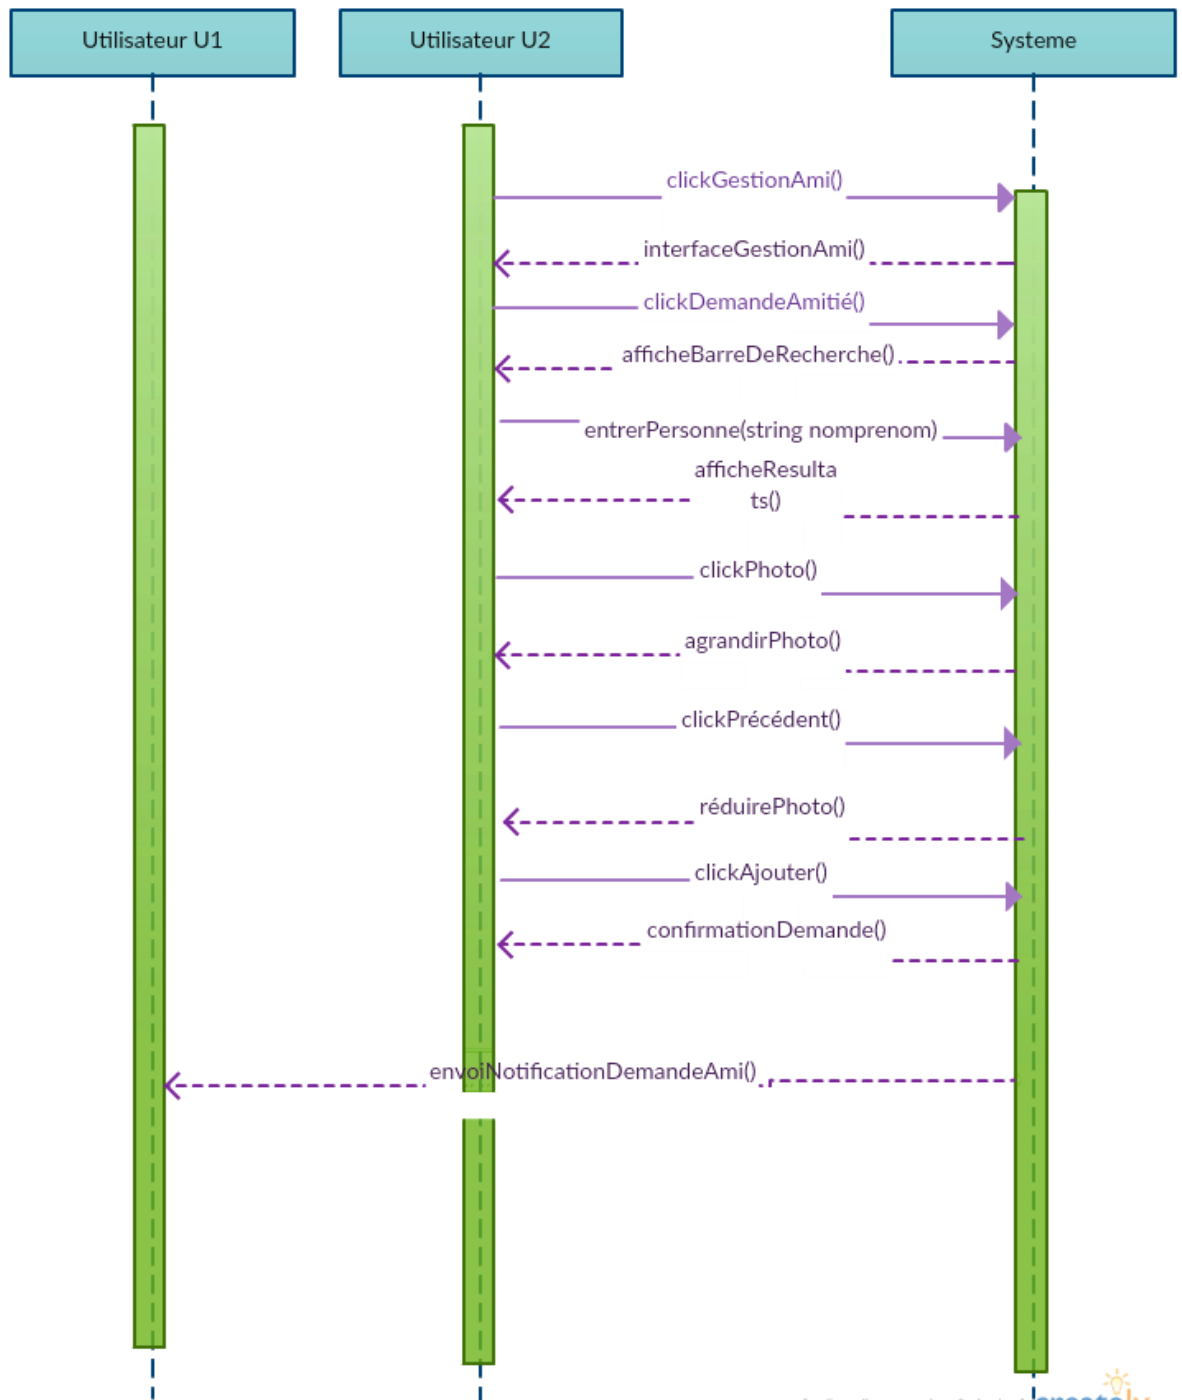 Utilisateur U1
Utilisateur U2
Systeme
clickGestionAmi()
interfaceGestionAmi()
clickDemandeAmitié()
afficheBarreDeRecherche()
entrerPersonne(string nomprenom)
afficheResulta
ts()
clickPhoto()
agrandirPhoto()
clickPrécédent()
réduirePhoto()
clickAjouter()
confirmationDemande()
envoiNotificationDemandeAmi()
creately